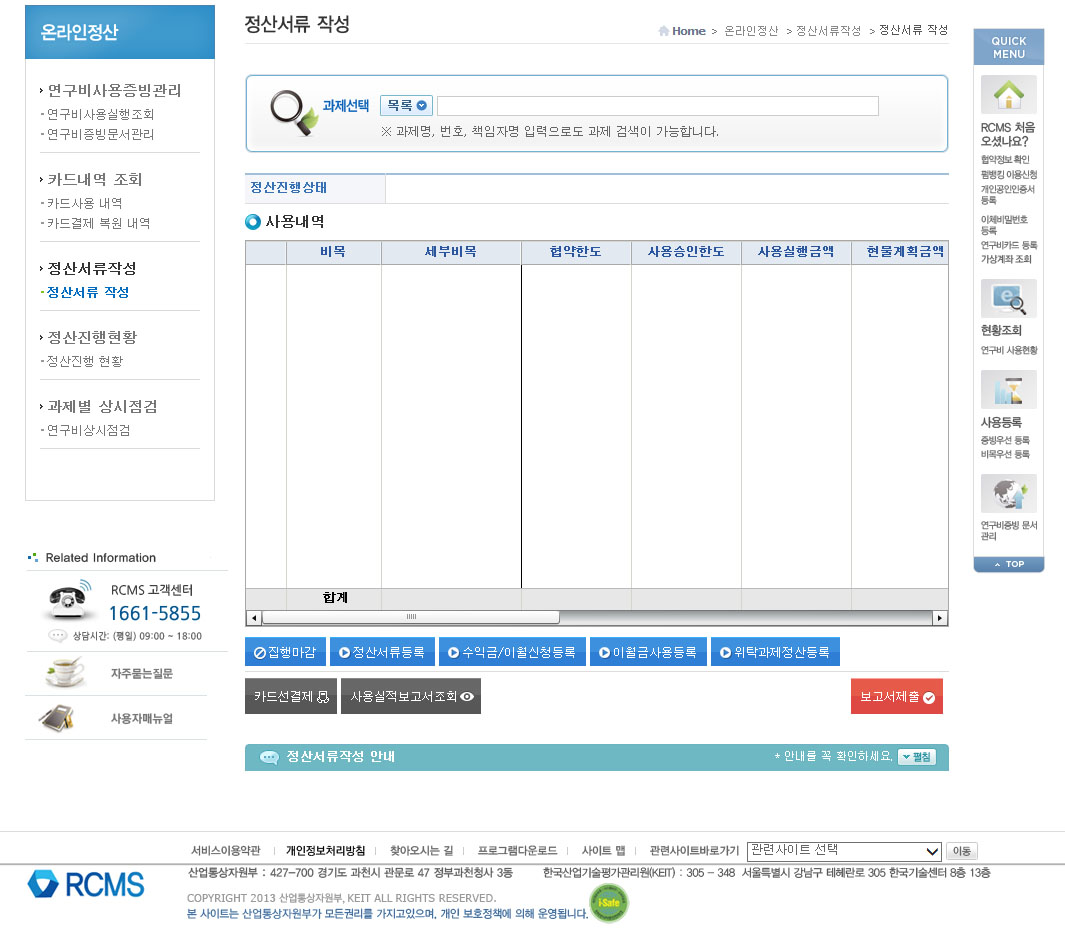 온라인정산
연구비사용증빙관리
-연구비사용실행조회
-연구비증빙문서관리
카드내역 조회
-카드사용 내역
-카드결제 복원 내역
정산서류작성
-정산서류 작성
정산진행현황
-정산진행 현황
과제별 상시점검
-연구비상시점검
Related Information
RCMS 고객센터
1661-5855
상담시간: (평일) 09:00 ~ 18:00
자주묻는질문
사용자매뉴얼
정산서류 작성
Home > 온라인정산 > 정산서류작성 > 정산서류 작성
과제선택 목록
※ 과제명, 번호, 책임자명 입력으로도 과제 검색이 가능합니다.
정산진행상태
사용내역
비목 세부비목 협약한도 사용승인한도 사용실행금액 현물계획금액
합계
집행마감 정산서류등록 수익금/이월신청등록 이월금사용등록 위탁과제정산등록
카드선결제 사용실적보고서조회 보고서제출
정산서류작성 안내 * 안내를 꼭 확인하세요. 펼침
QUICK
MENU
RCMS 처음
오셨나요?
협약정보 확인
펌뱅킹 이용신청
개인공인인증서
등록
이체비밀번호
등록
연구비카드 등록
가상계좌 조회
현황조회
연구비 사용현황
사용등록
증빙우선 등록
비목우선 등록
연구비증빙 문서
관리
TOP
서비스이용약관 개인정보처리방침 찾아오시는 길 프로그램다운로드 사이트 맵 관련사이트바로가기 관련사이트 선택 이동
RCMS
산업통상자원부 : 427-700 경기도 과천시 관문로 47 정부과천청사 3동 한국산업기술평가관리원(KEIT) : 305 - 348 서울특별시 강남구 테헤란로 305 한국기술센터 8층 13층
COPYRIGHT 2013 산업통상자원부, KEIT ALL RIGHTS RESERVED.
본 사이트는 산업통상자원부가 모든권리를 가지고있으며, 개인 보호정책에 의해 운영됩니다.
i-Safe